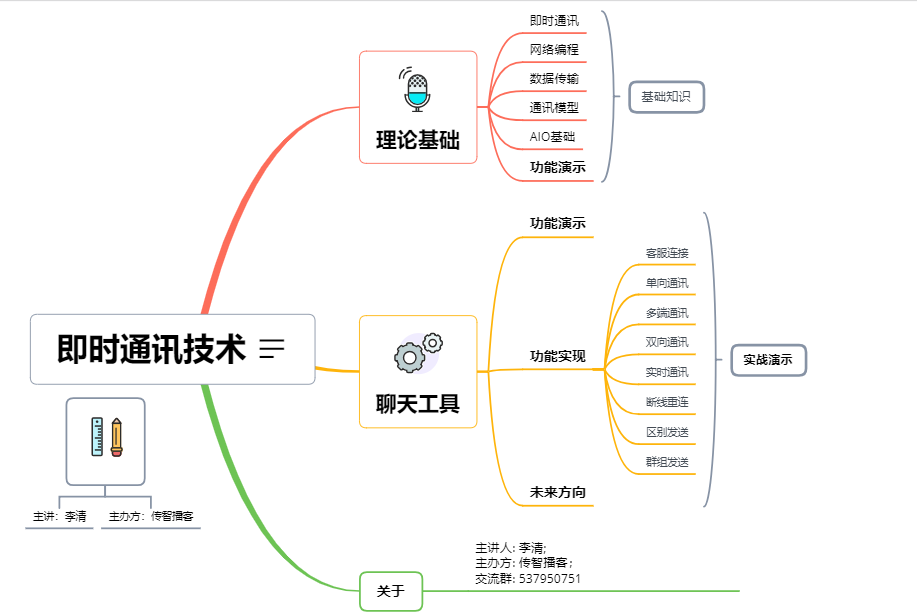 即时通讯技术
主讲：李清
主办方：传智播客
理论基础
即时通讯
网络编程
数据传输
通讯模型
AIO基础
功能演示
基础知识
聊天工具
功能演示
功能实现
客服连接
单向通讯
多端通讯
双向通讯
实时通讯
断线重连
区别发送
群组发送
未来方向
实战演示
关于
主讲人: 李清;
主办方: 传智播客；
交流群: 537950751